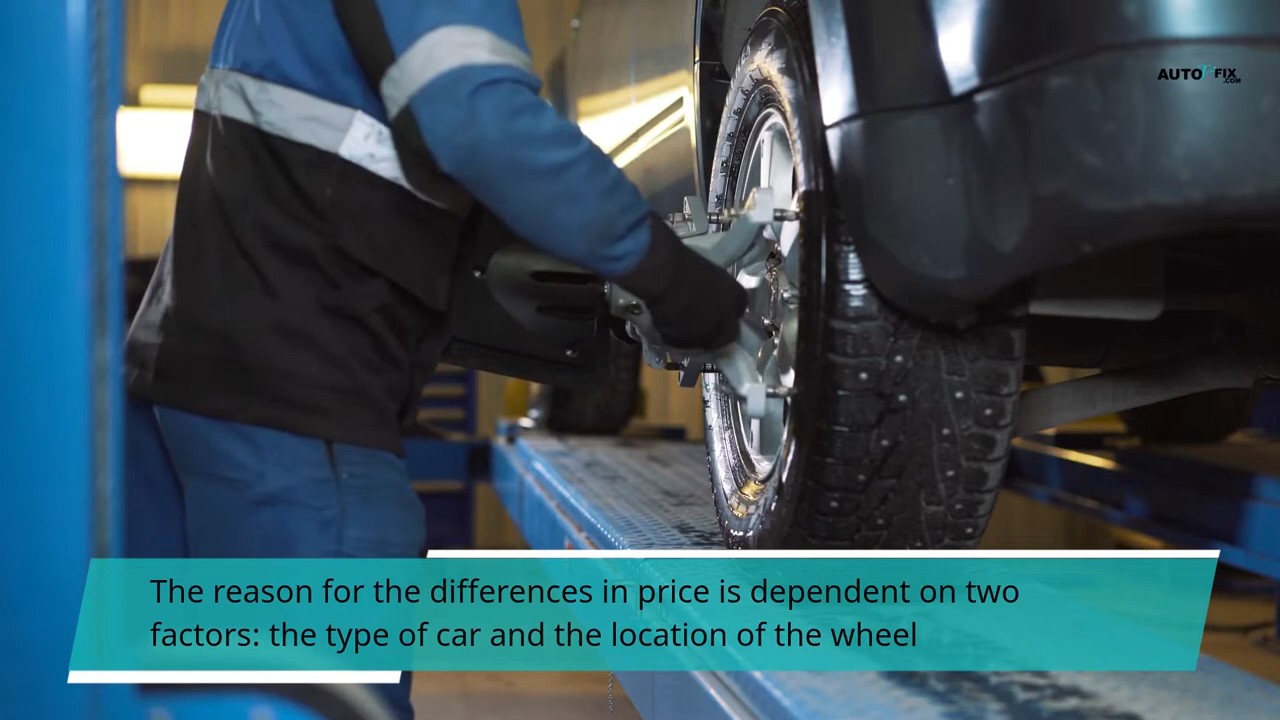 AUTOVFIX
.COM
The reason for the differences in price is dependent on two
factors: the type of car and the location of the wheel